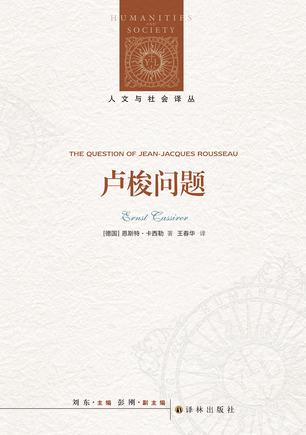 HUMANITIES
AND
SOCIETY
人文与社会译丛
THE QUESTION OF JEAN-JACQUES ROUSSEAU
卢梭问题
Ernst Cassirer
[德国] 恩斯特·卡西勒 著 王春华 译
刘东·主编 彭刚·副主编 译林出版社